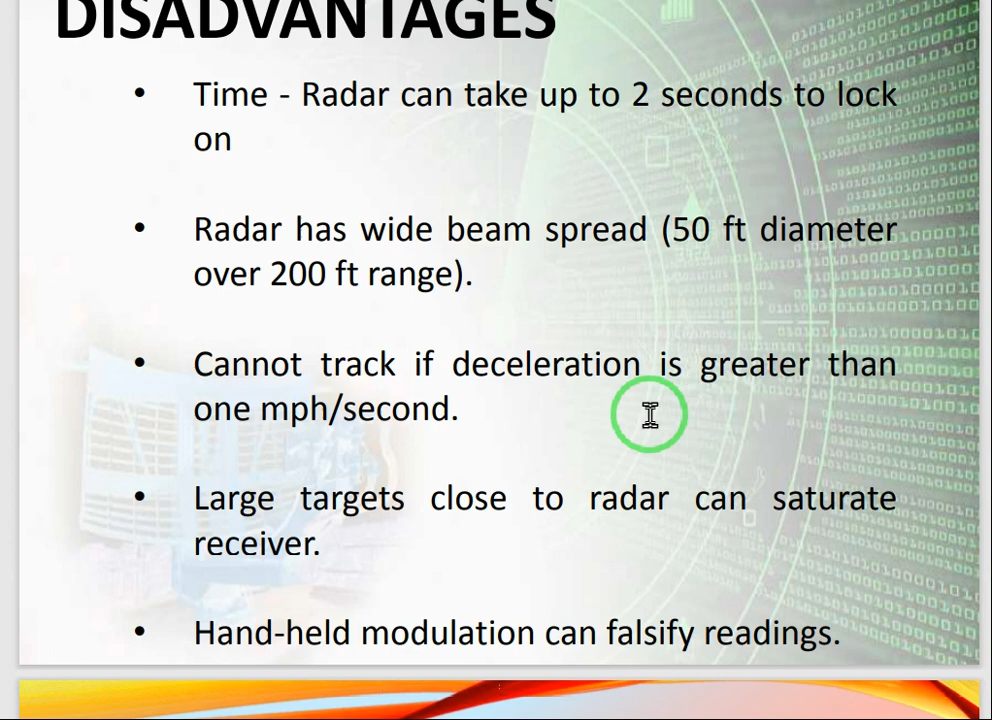 DISADVANTAGES
• Time - Radar can take up to 2 seconds to lock
on
• Radar has wide beam spread (50 ft diameter
over 200 ft range).
• Cannot track if deceleration is greater than
one mph/second.
• Large targets close to radar can saturate
receiver.
• Hand-held modulation can falsify readings.